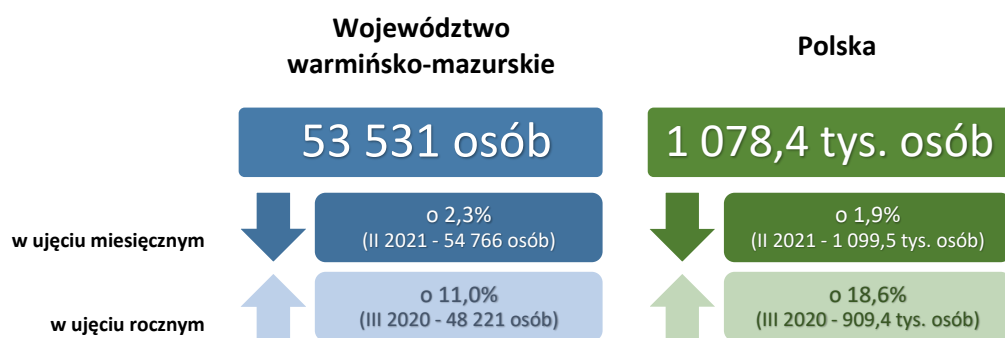 Województwo
warmińsko-mazurskie
Polska
53 531 osób
1 078,4 tys. osób
w ujęciu miesięcznym
o 2,3%
(II 2021 - 54 766 osób)
o 1,9%
(II 2021 - 1 099,5 tys. osób)
w ujęciu rocznym
o 11,0%
(III 2020 - 48 221 osób)
o 18,6%
(III 2020 - 909,4 tys. osób)